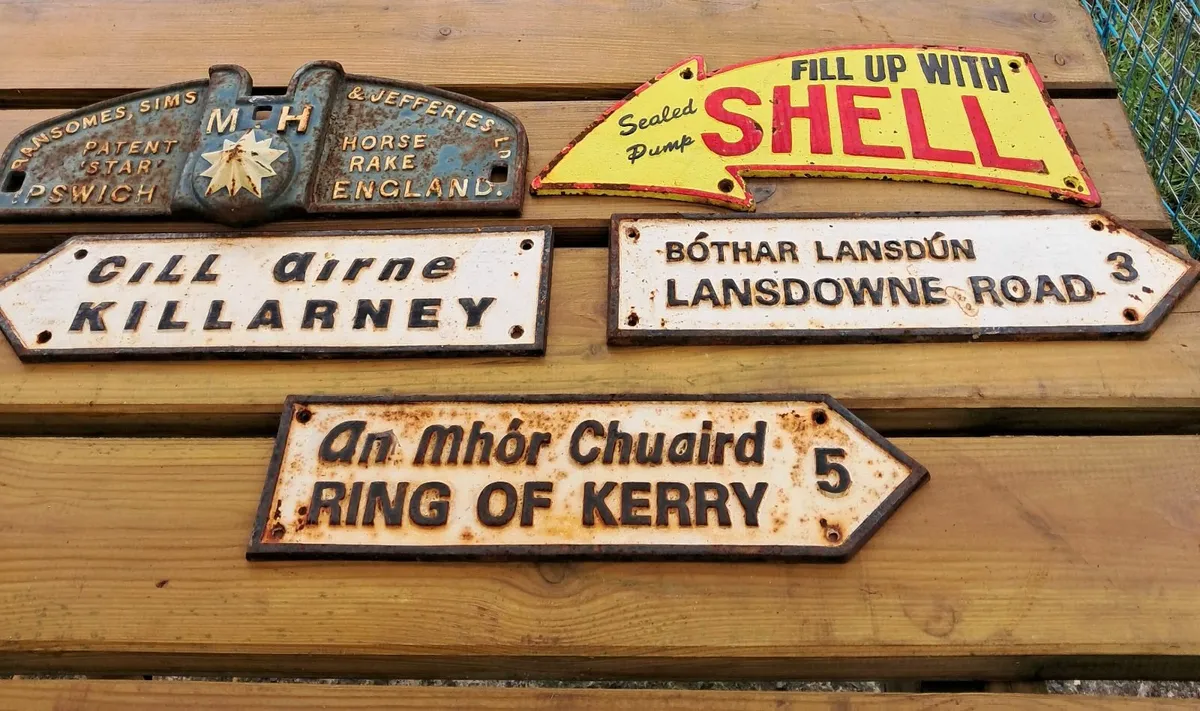 RANSOMES, SIMS & JEFFERIES LD
M H
PATENT
'STAR'
IPSWICH
HORSE
RAKE
ENGLAND.
FILL UP WITH
SHELL
Sealed
Pump
CILL airne
KILLARNEY
BÓTHAR LANSDÚN
LANSDOWNE ROAD 3
an mhór Chuaird
RING OF KERRY 5